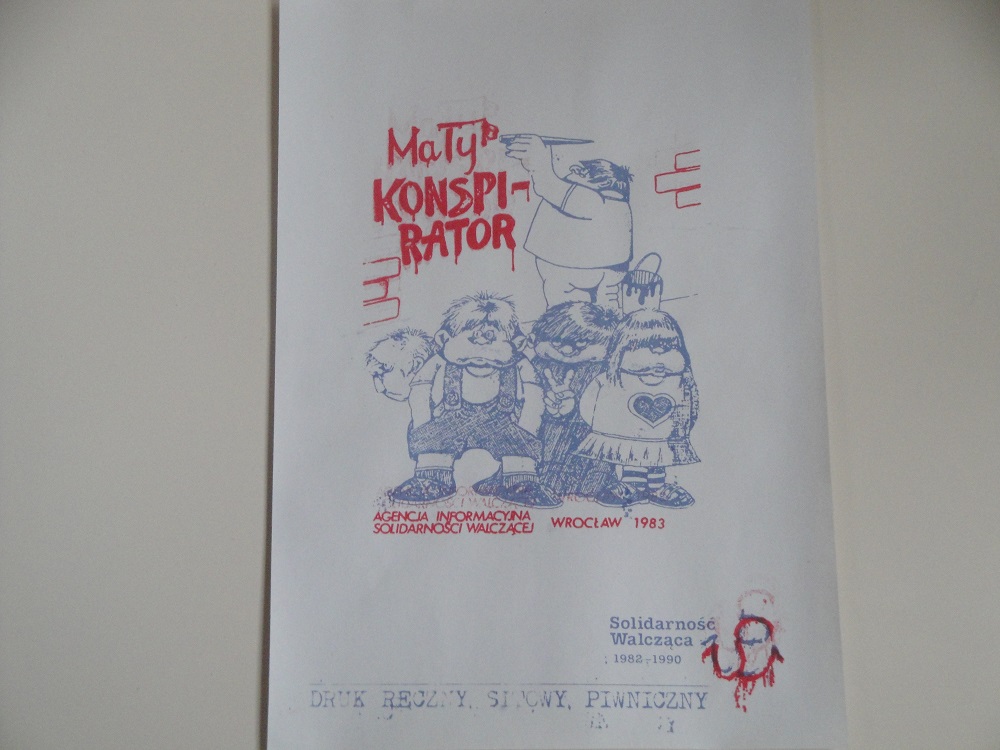 Mały
KONSPI-
RATOR
AGENCJA INFORMACYJNA
SOLIDARNOŚCI WALCZĄCEJ
WROCŁAW 1983
Solidarność
Walcząca
1982-1990
DRUK RĘCZNY, SITOWY, PIWNICZNY